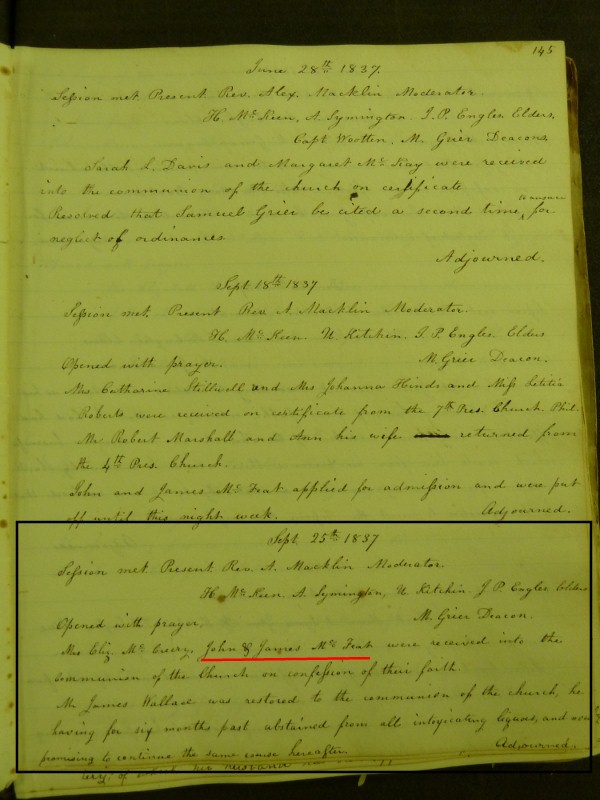 145
June 28th 1837.
Session met Present Rev. Alex. Macklin Moderator.
H. McKeen, A. Symington, J. P. Engles Elders,
Capt Wootten, M. Grier Deacons
Sarah L. Davis and Margaret McKay were received
into the communion of the church on certificate
to answer
Resolved that Samuel Grier be cited a second time, for
neglect of ordinances
Adjourned.
Sept 18th 1837
Session met, Present Rev A. Macklin Moderator.
H. McKeen. U. Kitchin. J. P. Engles. Elders
Opened with prayer. M. Grier Deacon.
Mrs Catharine Stillwell and Mrs Johanna Hinds and Miss Letitia
Roberts were received on certificate from the 7th Pres. Church. Phil.
Mr Robert Marshall and Ann his wife returned from
the 4th Pres. Church.
John and James McFeat applied for admission and were put
off until this night week. Adjourned.
Sept. 25th 1837
Session met Present Rev. A. Macklin Moderator.
H. McKeen. A. Symington, U. Kitchin J. P. Engles Elders
Opened with prayer. M. Grier Deacon.
Mrs Eliz. McCreery, John & James McFeat were received into the
communion of the Church on confession of their faith.
Mr James Wallace was restored to the communion of the church, he
having for six months past abstained from all intoxicating liquors, and now
promising to continue the same course hereafter. Adjourned.
of which her husband